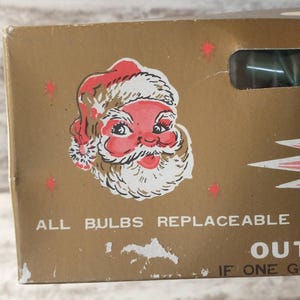 ALL BULBS REPLACEABLE
OUT
IF ONE G